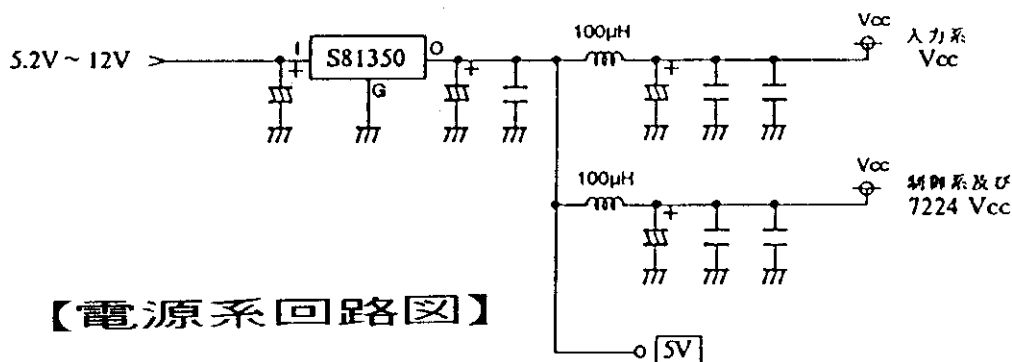 5.2V ~ 12V
I
S81350
O
G
+
+
100μH
+
Vcc
入力系
Vcc
100μH
+
Vcc
制御系及び
7224 Vcc
5V
【電源系回路図】